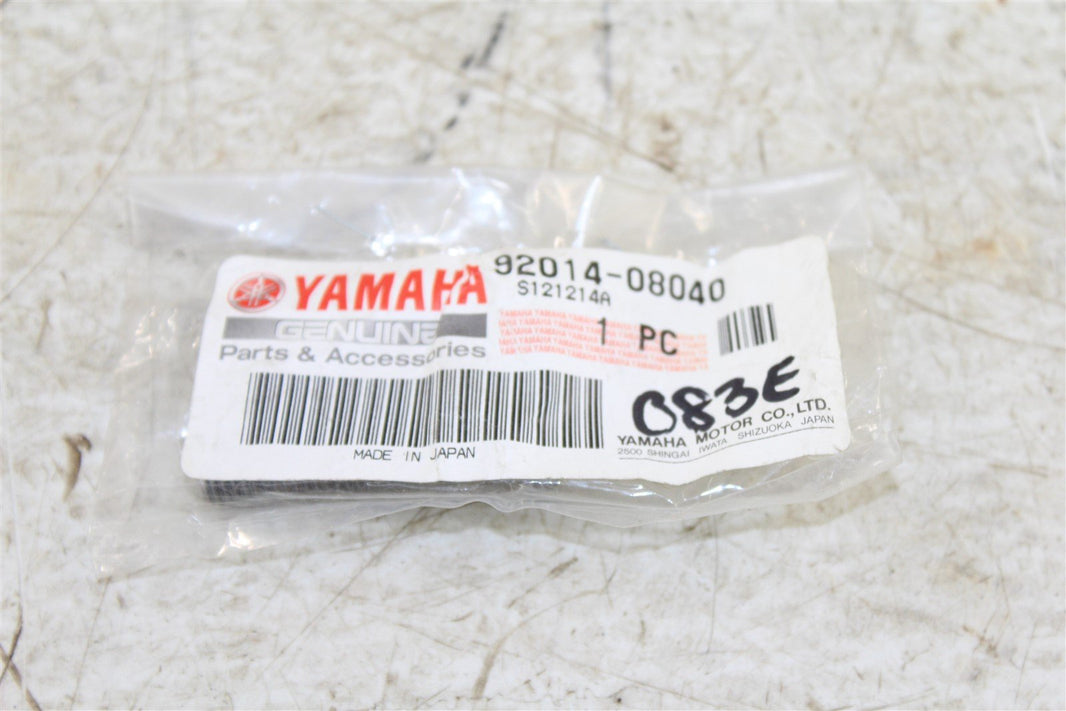 YAMAHA
GENUINE
Parts & Accessories
92014-08040
S121214A
1 PC
083E
YAMAHA MOTOR CO., LTD.
2500 SHINGAI IWATA SHIZUOKA JAPAN
MADE IN JAPAN